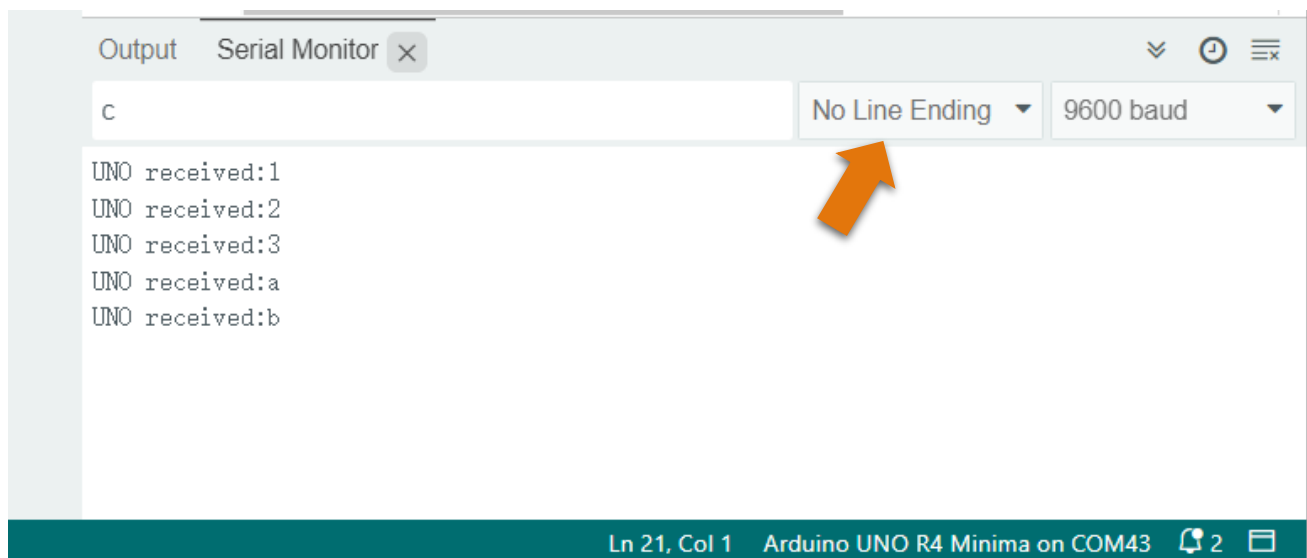 Output Serial Monitor
c No Line Ending 9600 baud
UNO received:1
UNO received:2
UNO received:3
UNO received:a
UNO received:b
Ln 21, Col 1 Arduino UNO R4 Minima on COM43 2